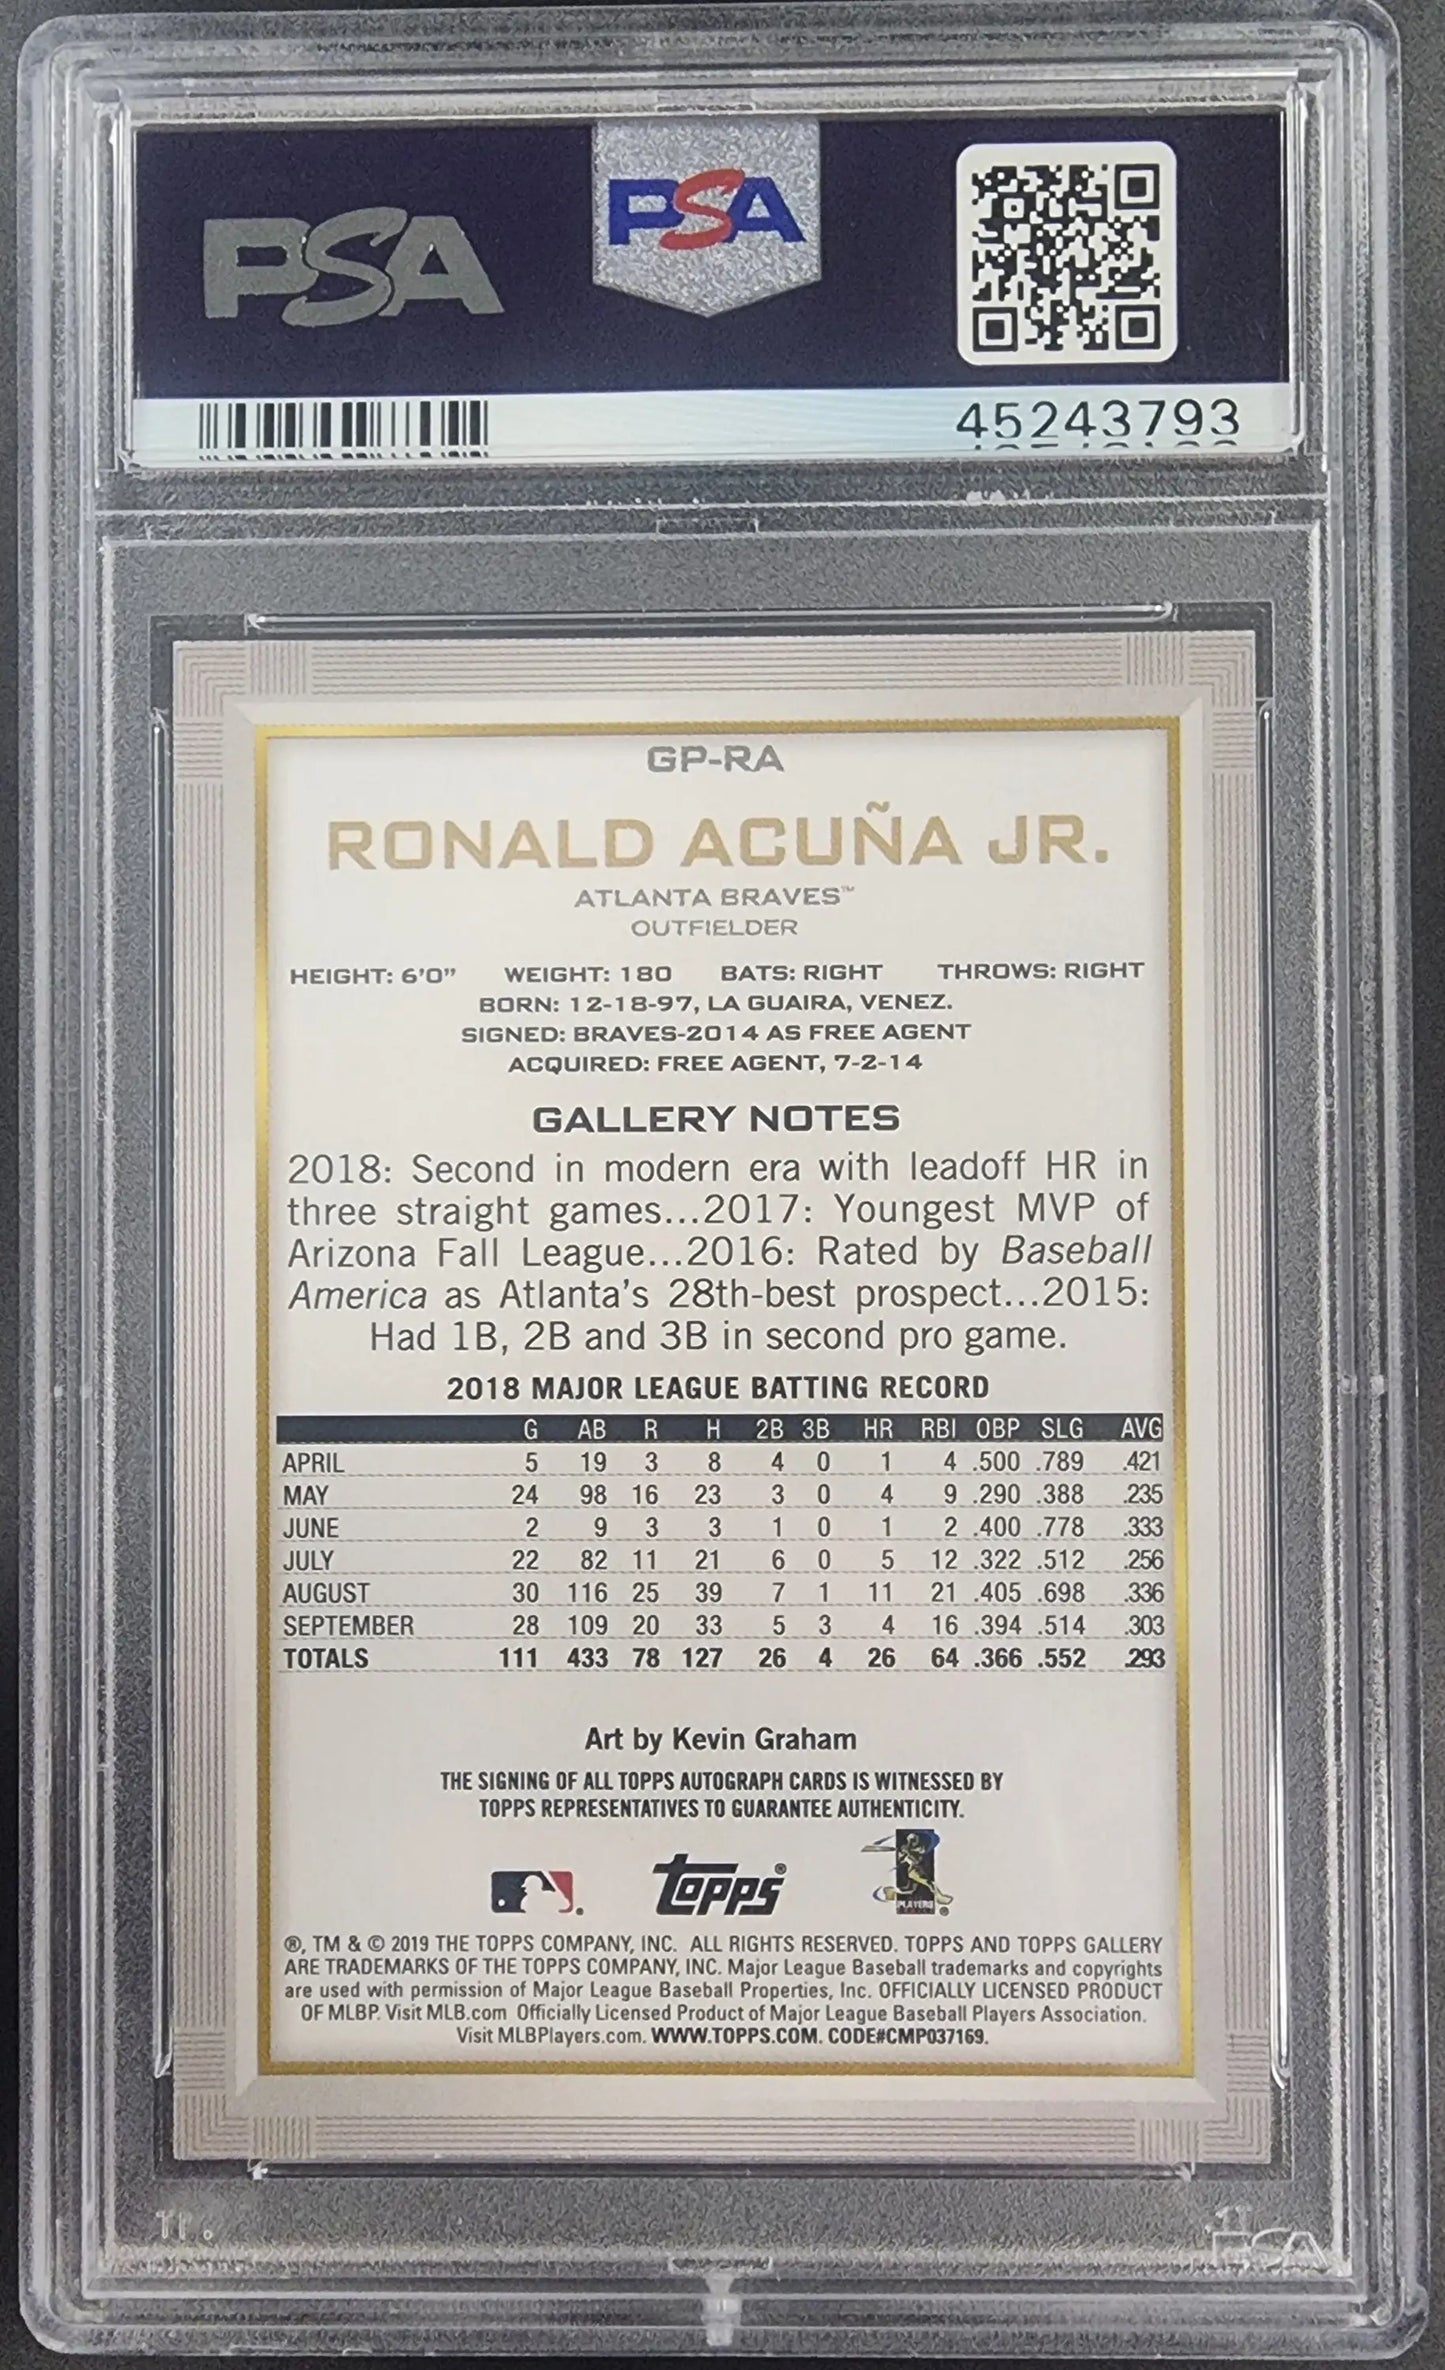 PSA
PSA
45243793
GP-RA
RONALD ACUÑA JR.
ATLANTA BRAVES™
OUTFIELDER
HEIGHT: 6'0" WEIGHT: 180 BATS: RIGHT THROWS: RIGHT
BORN: 12-18-97, LA GUAIRA, VENEZ.
SIGNED: BRAVES-2014 AS FREE AGENT
ACQUIRED: FREE AGENT, 7-2-14
GALLERY NOTES
2018: Second in modern era with leadoff HR in
three straight games...2017: Youngest MVP of
Arizona Fall League...2016: Rated by Baseball
America as Atlanta's 28th-best prospect...2015:
Had 1B, 2B and 3B in second pro game.
2018 MAJOR LEAGUE BATTING RECORD
G AB R H 2B 3B HR RBI OBP SLG AVG
APRIL 5 19 3 8 4 0 1 4 .500 .789 .421
MAY 24 98 16 23 3 0 4 9 .290 .388 .235
JUNE 2 9 3 3 1 0 1 2 .400 .778 .333
JULY 22 82 11 21 6 0 5 12 .322 .512 .256
AUGUST 30 116 25 39 7 1 11 21 .405 .698 .336
SEPTEMBER 28 109 20 33 5 3 4 16 .394 .514 .303
TOTALS 111 433 78 127 26 4 26 64 .366 .552 .293
Art by Kevin Graham
THE SIGNING OF ALL TOPPS AUTOGRAPH CARDS IS WITNESSED BY
TOPPS REPRESENTATIVES TO GUARANTEE AUTHENTICITY.
Topps®
PLAYERS
®, TM & © 2019 THE TOPPS COMPANY, INC. ALL RIGHTS RESERVED. TOPPS AND TOPPS GALLERY
ARE TRADEMARKS OF THE TOPPS COMPANY, INC. Major League Baseball trademarks and copyrights
are used with permission of Major League Baseball Properties, Inc. OFFICIALLY LICENSED PRODUCT
OF MLBP. Visit MLB.com Officially Licensed Product of Major League Baseball Players Association.
Visit MLBPlayers.com. WWW.TOPPS.COM. CODE#CMP037169.
PSA